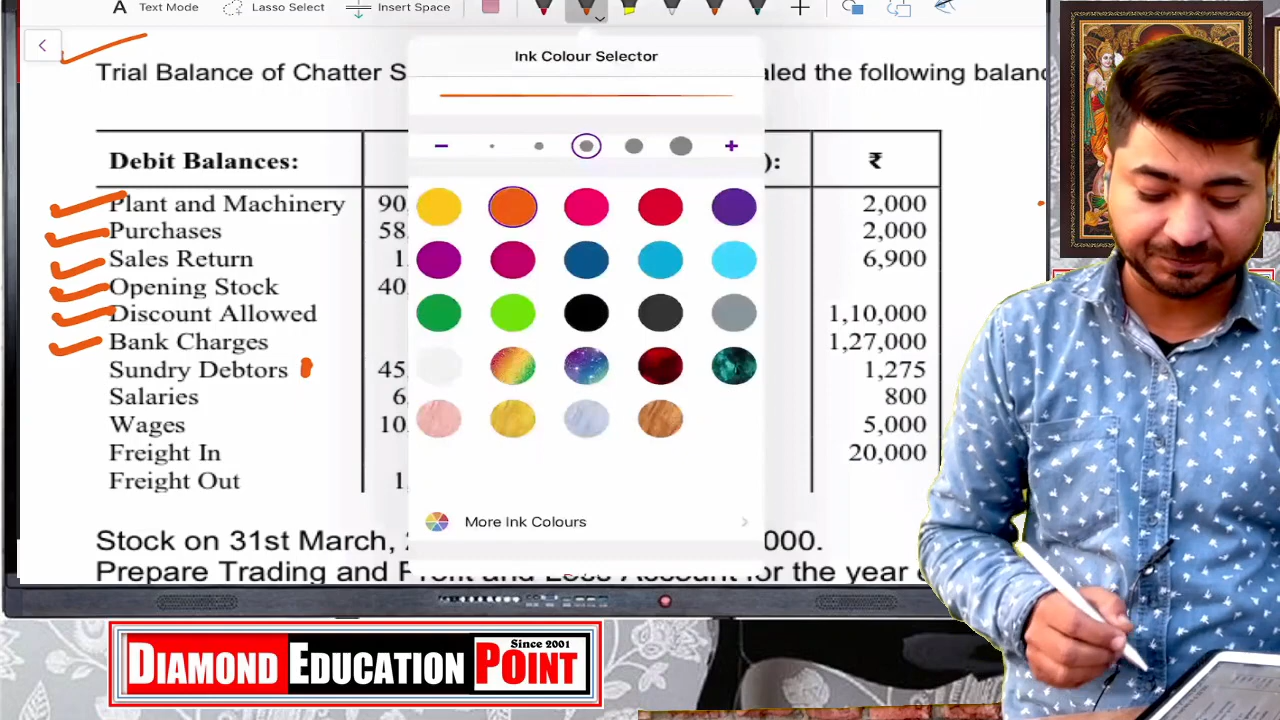 Text Mode Lasso Select Insert Space
Ink Colour Selector
Trial Balance of Chatter S
aled the following balanc
Debit Balances: ): ₹
Plant and Machinery 90, 2,000
Purchases 58, 2,000
Sales Return 1 6,900
Opening Stock 40,
Discount Allowed 1,10,000
Bank Charges 1,27,000
Sundry Debtors 45, 1,275
Salaries 6, 800
Wages 10, 5,000
Freight In 20,000
Freight Out 1,
More Ink Colours
Stock on 31st March, 000.
Prepare Trading and Profit and Loss Account for the year
Since 2001
DIAMOND EDUCATION POINT